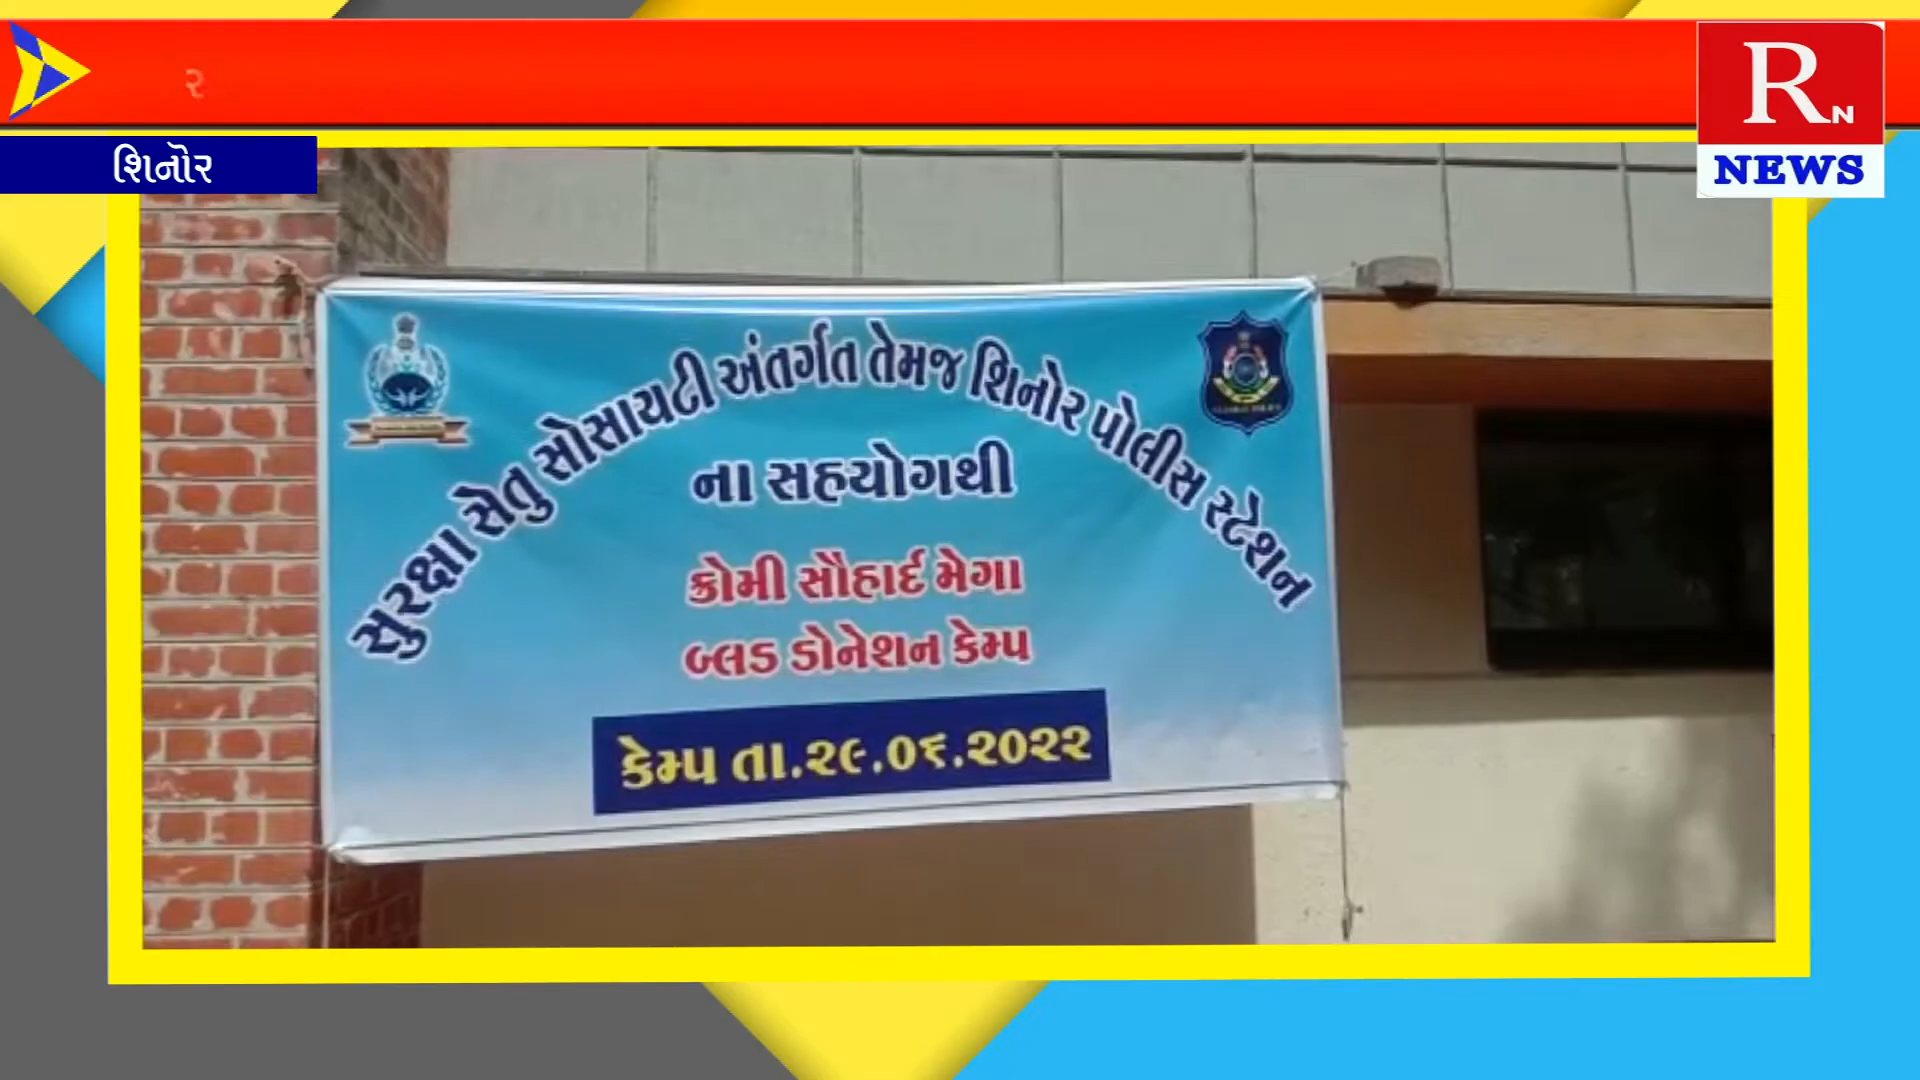 ર
R N
NEWS
શિનોર
સુરક્ષા સેતુ સોસાયટી અંતર્ગત તેમજ શિનોર પોલીસ સ્ટેશન
ના સહયોગથી
કોમી સૌહાર્દ મેગા
બ્લડ ડોનેશન કેમ્પ
કેમ્પ તા.૨૯.૦૬.૨૦૨૨